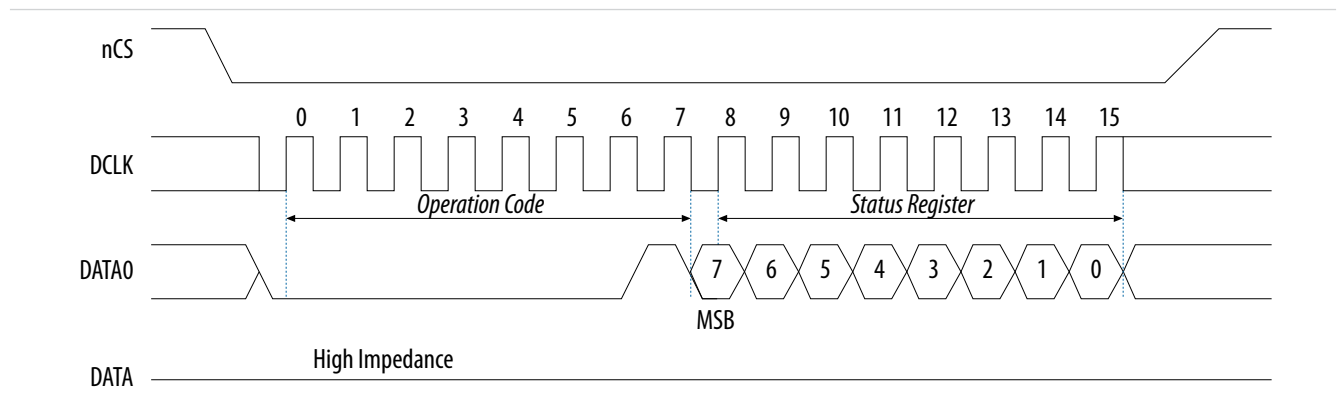 nCS
0 1 2 3 4 5 6 7 8 9 10 11 12 13 14 15
DCLK
Operation Code Status Register
DATA0 7 6 5 4 3 2 1 0
MSB
High Impedance
DATA